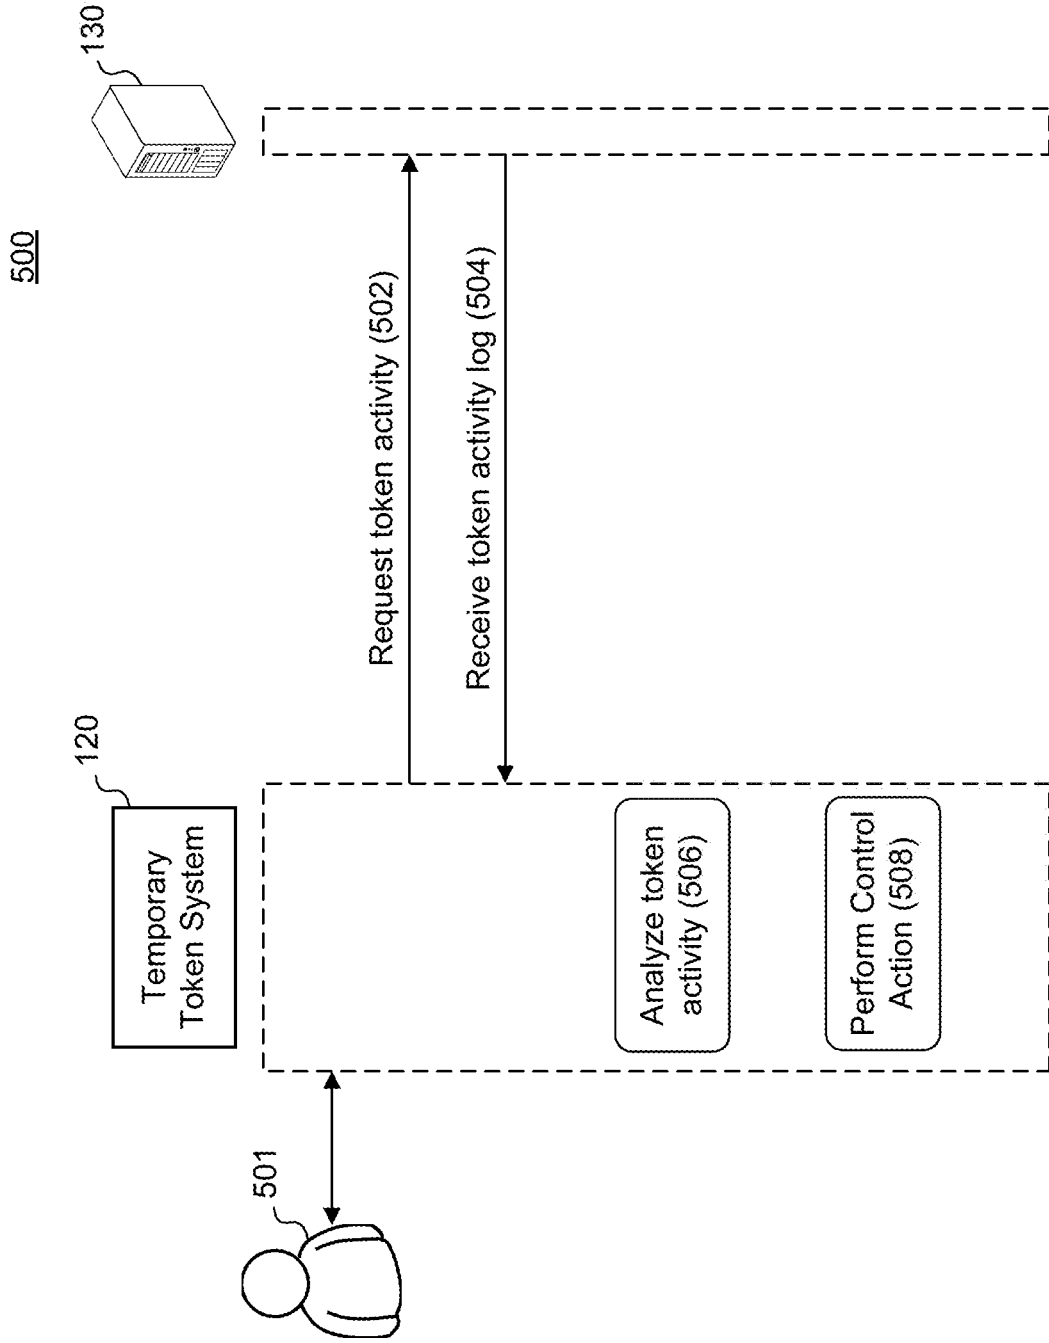 500
130
120
Temporary
Token System
501
Request token activity (502)
Receive token activity log (504)
Analyze token
activity (506)
Perform Control
Action (508)